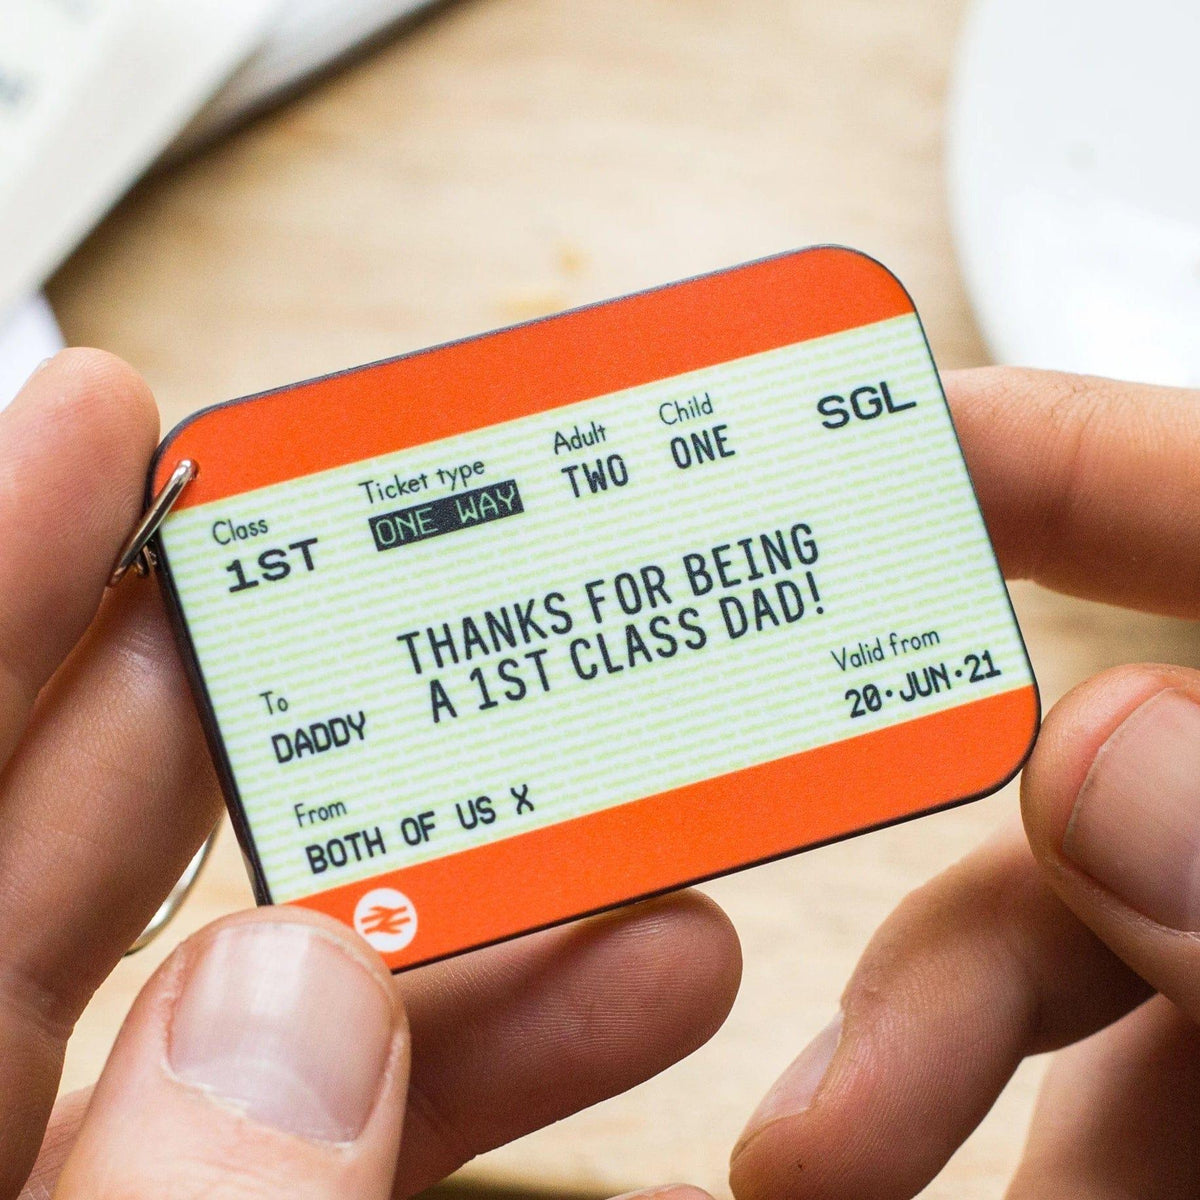 Class
1ST
Ticket type
ONE WAY
Adult
TWO
Child
ONE
SGL
THANKS FOR BEING
A 1ST CLASS DAD!
To
DADDY
Valid from
20·JUN·21
From
BOTH OF US X